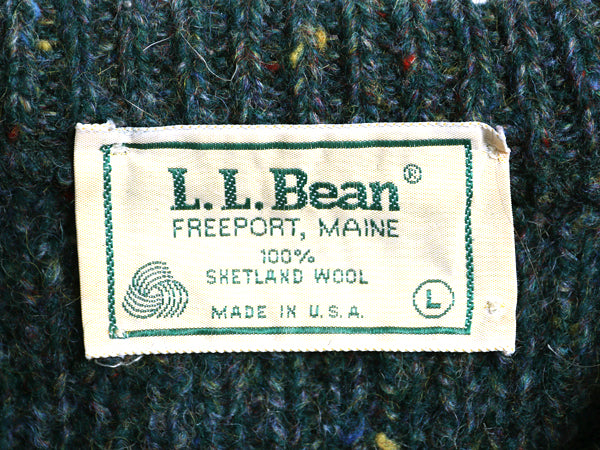 L.L.Bean®
FREEPORT, MAINE
100%
SHETLAND WOOL
MADE IN U.S.A.
L